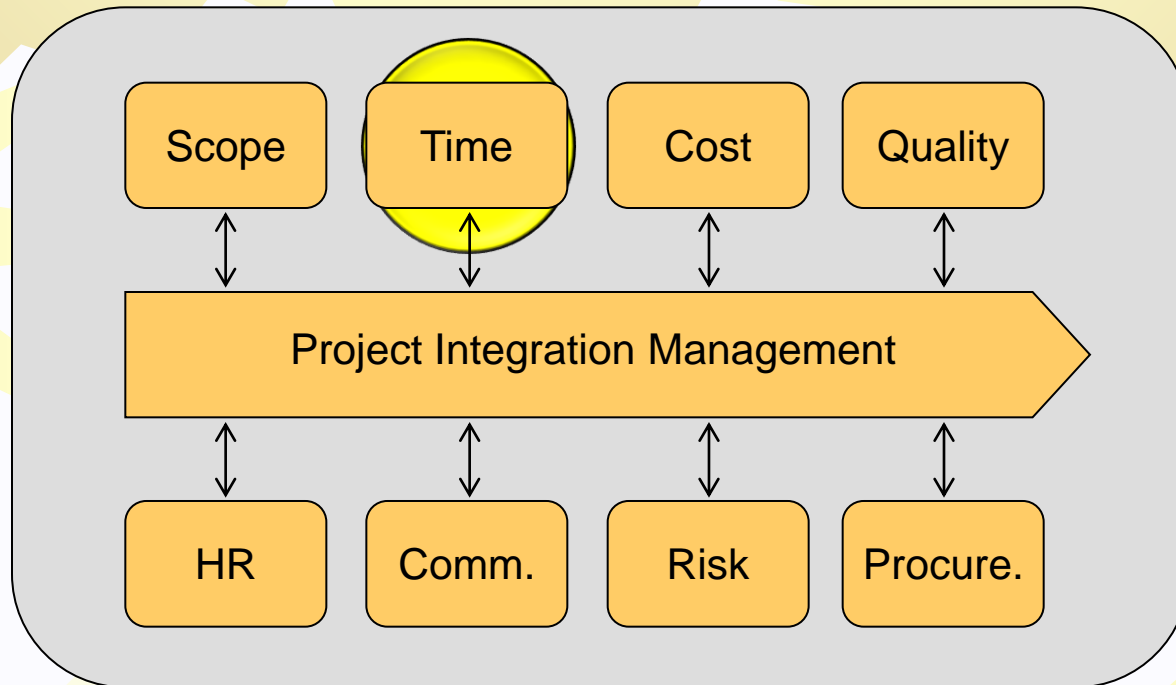 Scope
Time
Cost
Quality
Project Integration Management
HR
Comm.
Risk
Procure.